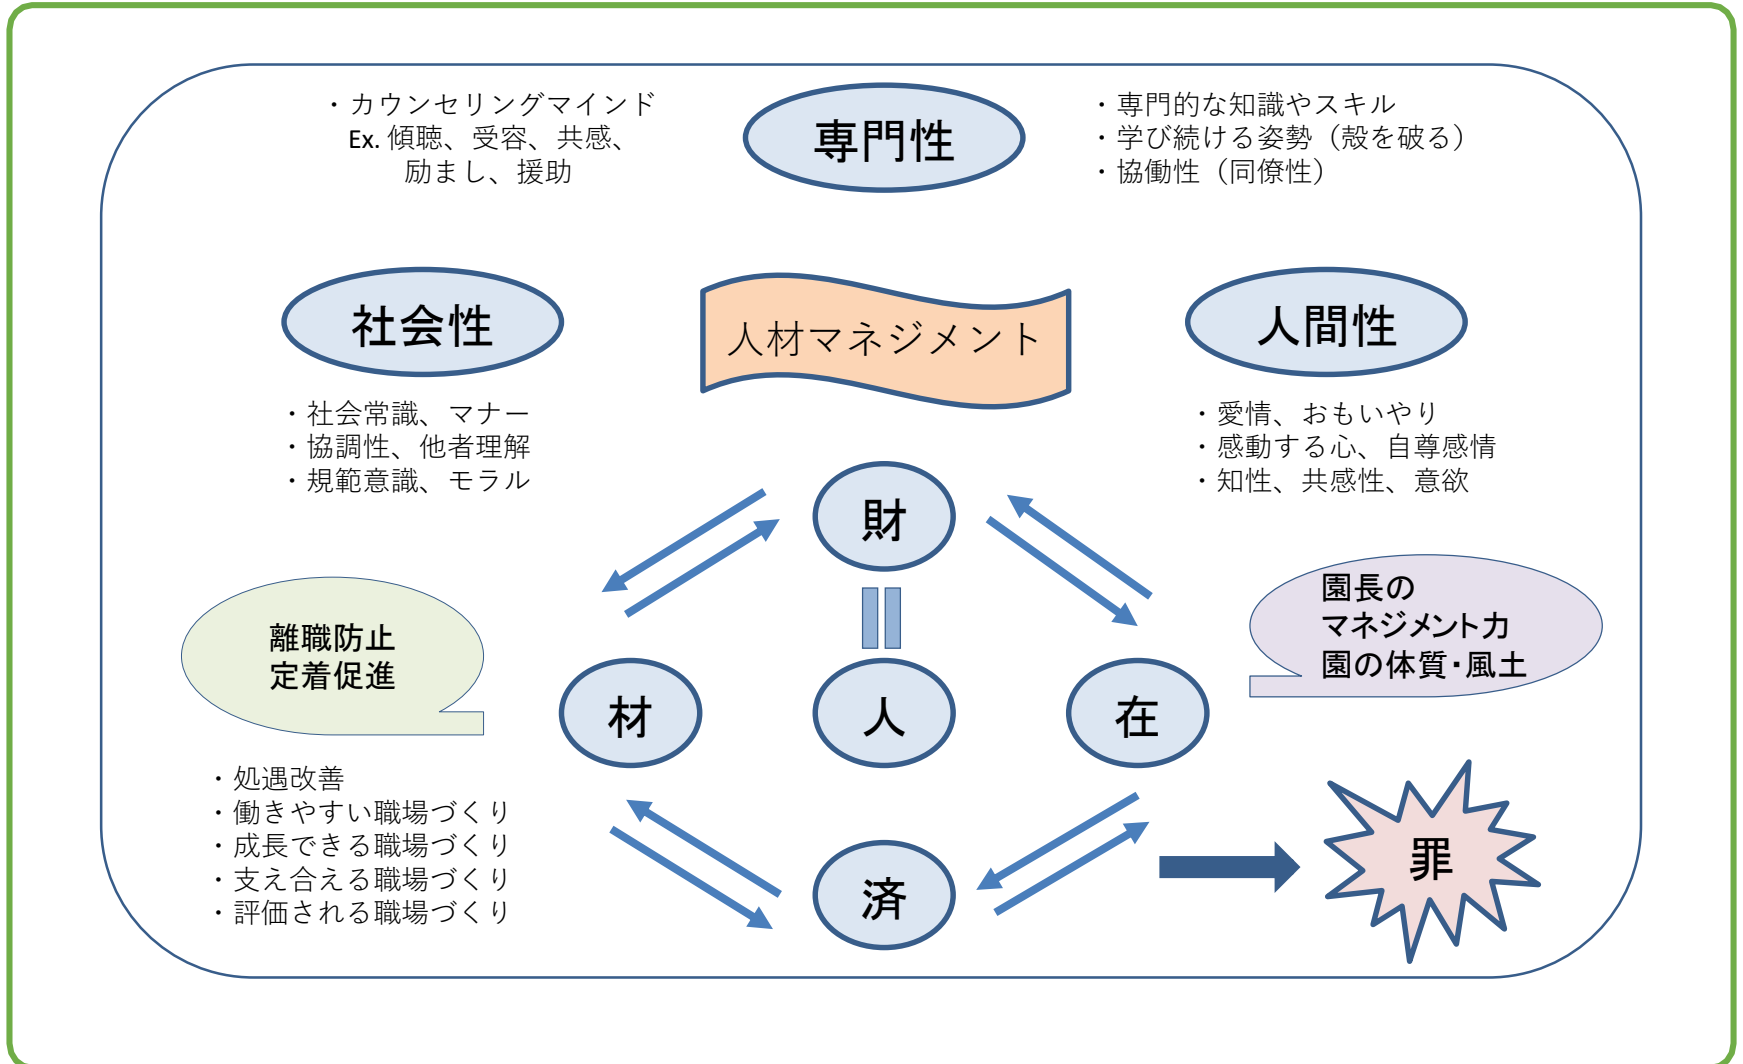 ・カウンセリングマインド
Ex. 傾聴、受容、共感、
励まし、援助
専門性
・専門的な知識やスキル
・学び続ける姿勢（殻を破る）
・協働性（同僚性）
社会性
人材マネジメント
人間性
・社会常識、マナー
・協調性、他者理解
・規範意識、モラル
・愛情、おもいやり
・感動する心、自尊感情
・知性、共感性、意欲
財
離職防止
定着促進
園長の
マネジメント力
園の体質・風土
材
人
在
・処遇改善
・働きやすい職場づくり
・成長できる職場づくり
・支え合える職場づくり
・評価される職場づくり
済
罪